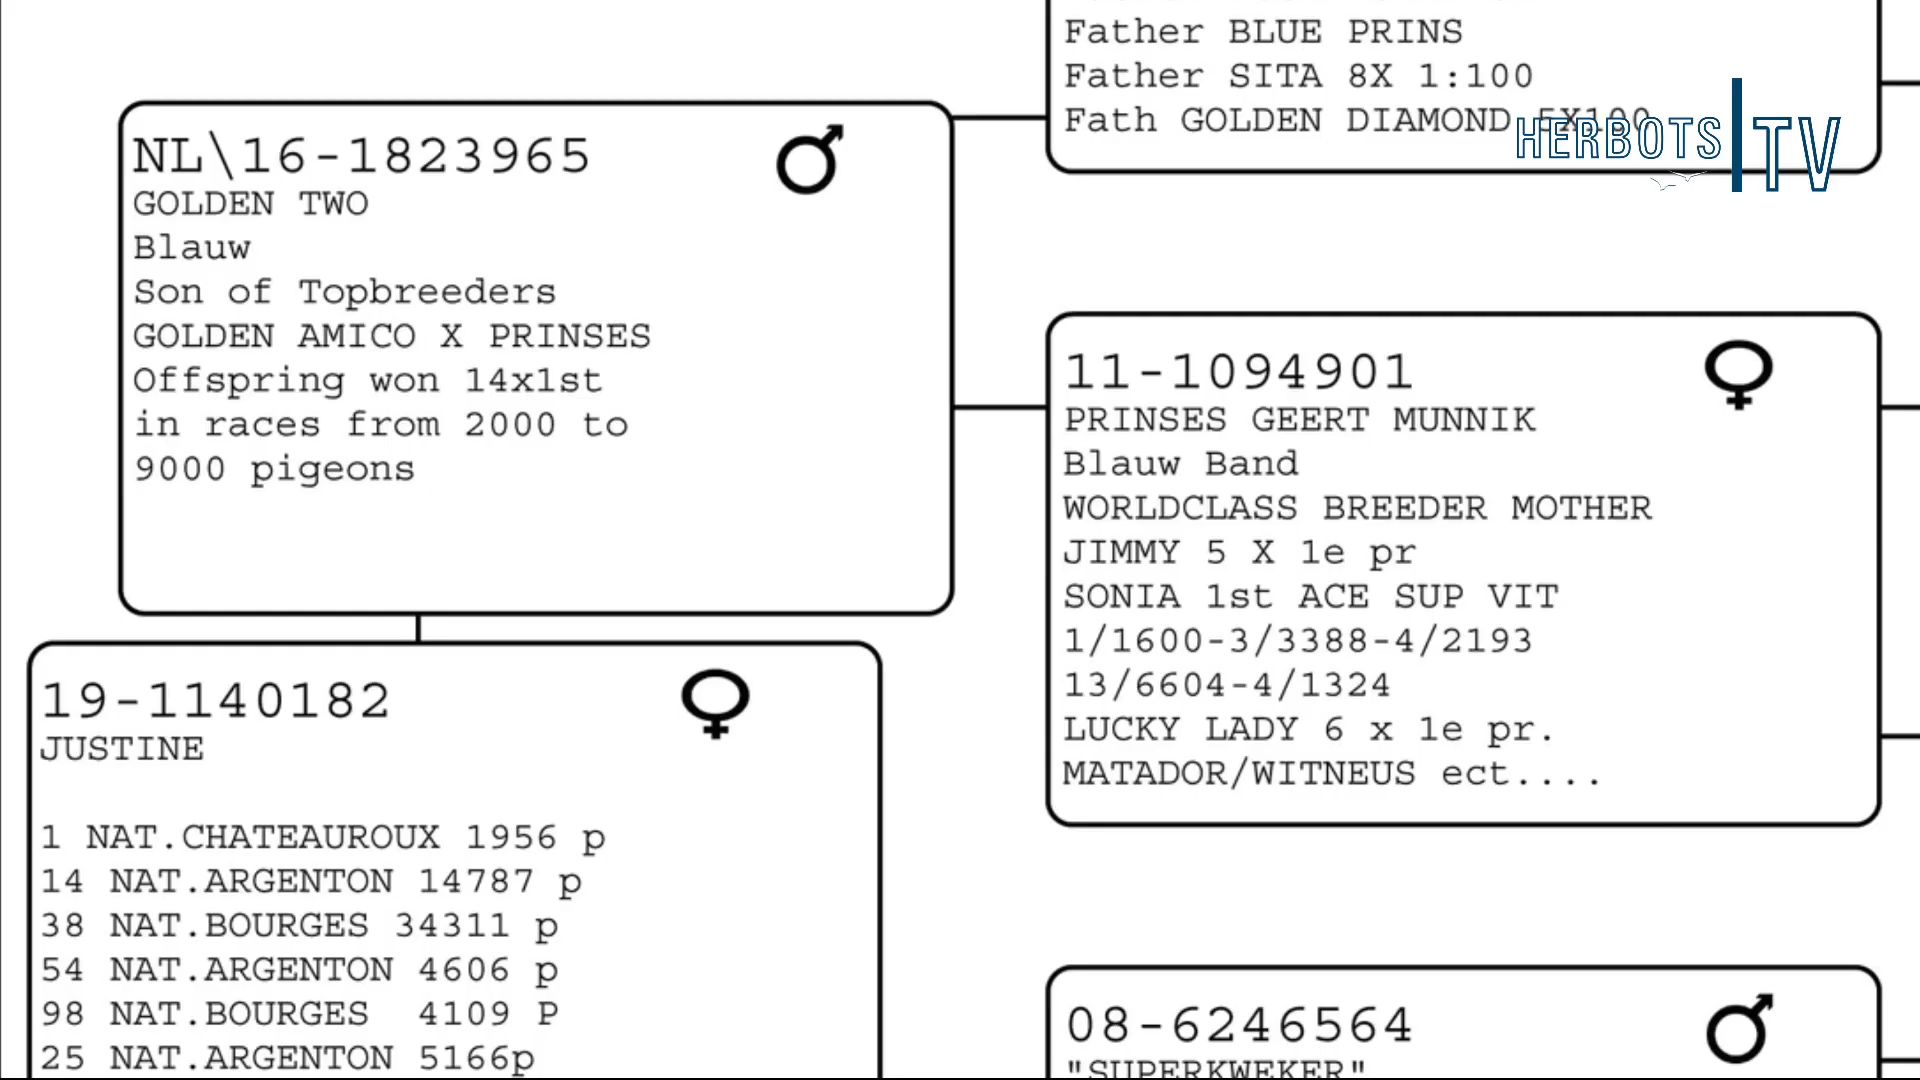 Father BLUE PRINS
Father SITA 8X 1:100
Fath GOLDEN DIAMOND 5X100
HERBOTS TV
NL\16-1823965
GOLDEN TWO
Blauw
Son of Topbreeders
GOLDEN AMICO X PRINSES
Offspring won 14x1st
in races from 2000 to
9000 pigeons
11-1094901
PRINSES GEERT MUNNIK
Blauw Band
WORLDCLASS BREEDER MOTHER
JIMMY 5 X 1e pr
SONIA 1st ACE SUP VIT
1/1600-3/3388-4/2193
13/6604-4/1324
LUCKY LADY 6 x 1e pr.
MATADOR/WITNEUS ect....
19-1140182
JUSTINE
1 NAT.CHATEAUROUX 1956 p
14 NAT.ARGENTON 14787 p
38 NAT.BOURGES 34311 p
54 NAT.ARGENTON 4606 p
98 NAT.BOURGES  4109 P
25 NAT.ARGENTON 5166p
08-6246564
"SUPERKWEKER"